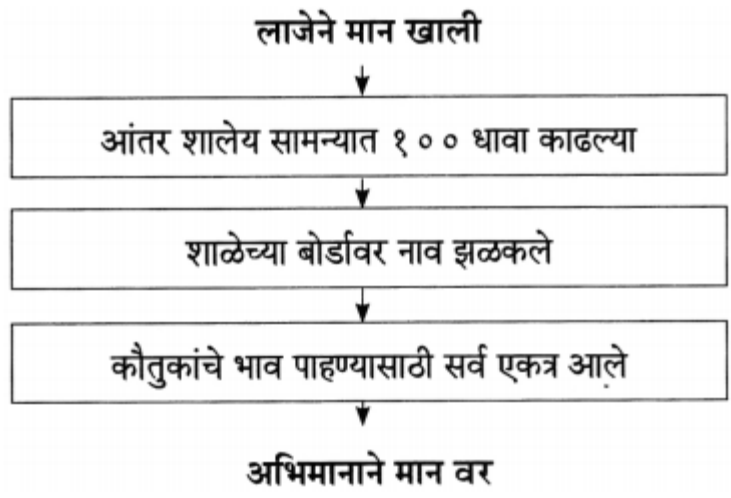 लाजेने मान खाली
आंतर शालेय सामन्यात १०० धावा काढल्या
शाळेच्या बोर्डावर नाव झळकले
कौतुकांचे भाव पाहण्यासाठी सर्व एकत्र आले
अभिमानाने मान वर